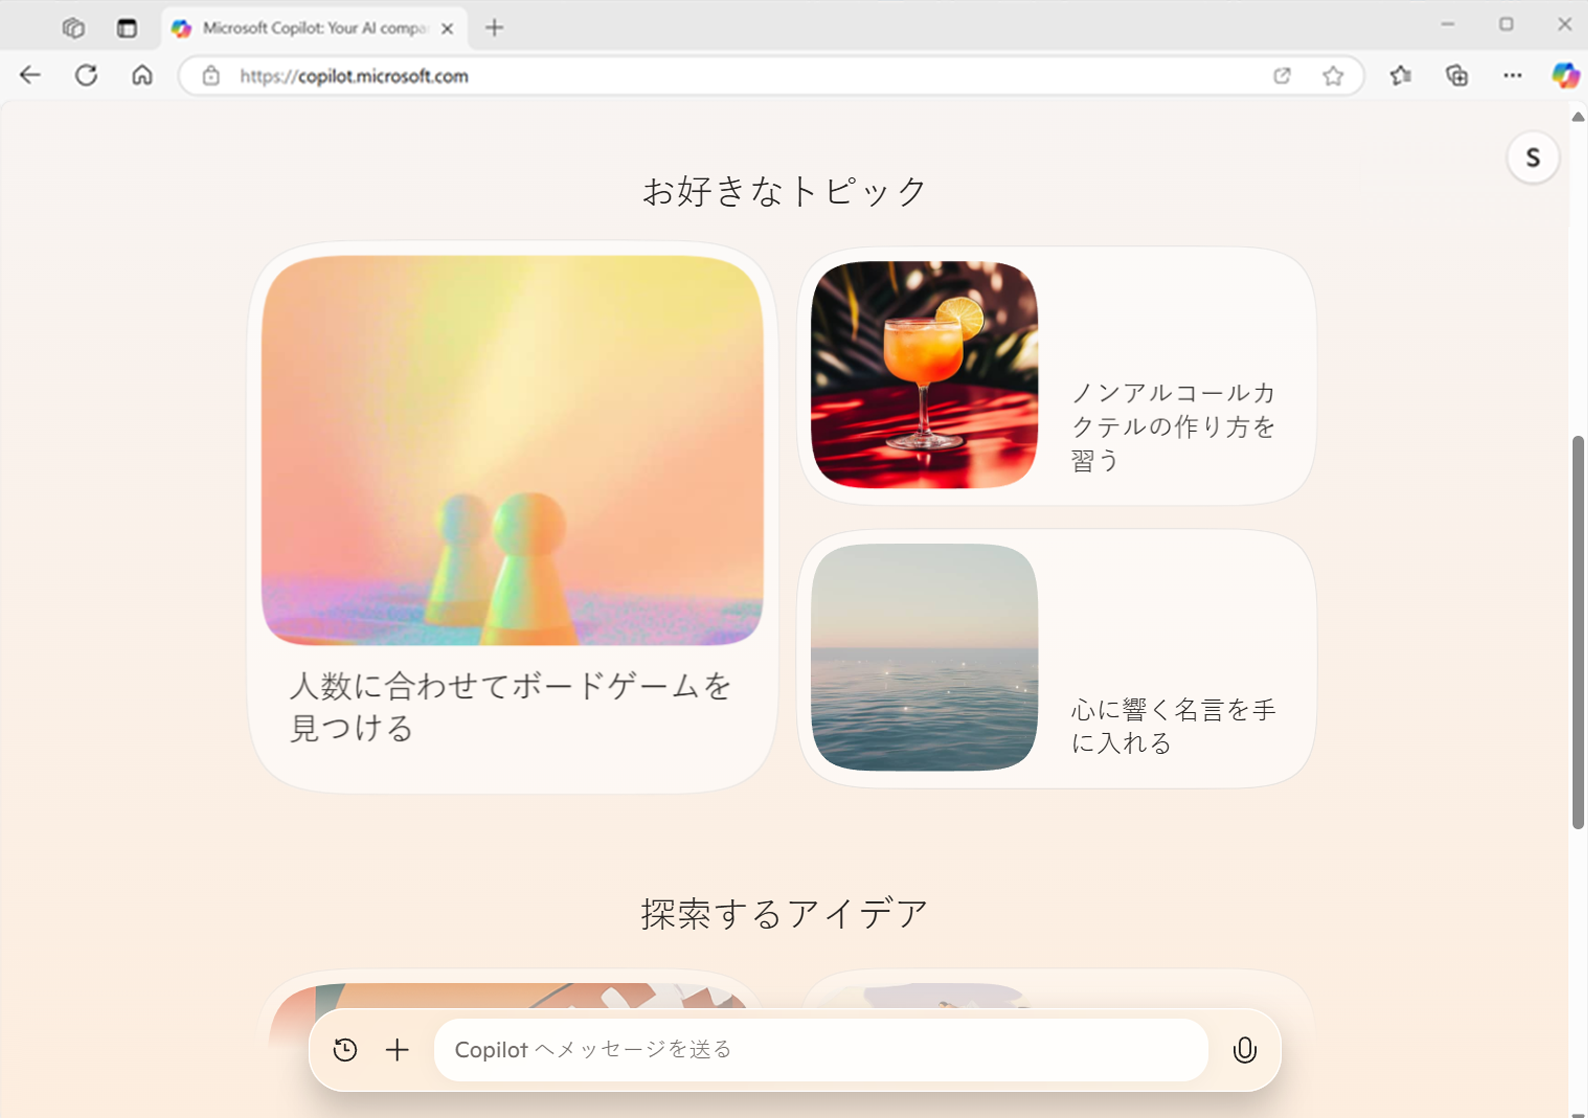 Microsoft Copilot: Your AI compa
https://copilot.microsoft.com
S
お好きなトピック
人数に合わせてボードゲームを
見つける
ノンアルコールカ
クテルの作り方を
習う
心に響く名言を手
に入れる
探索するアイデア
Copilot へメッセージを送る